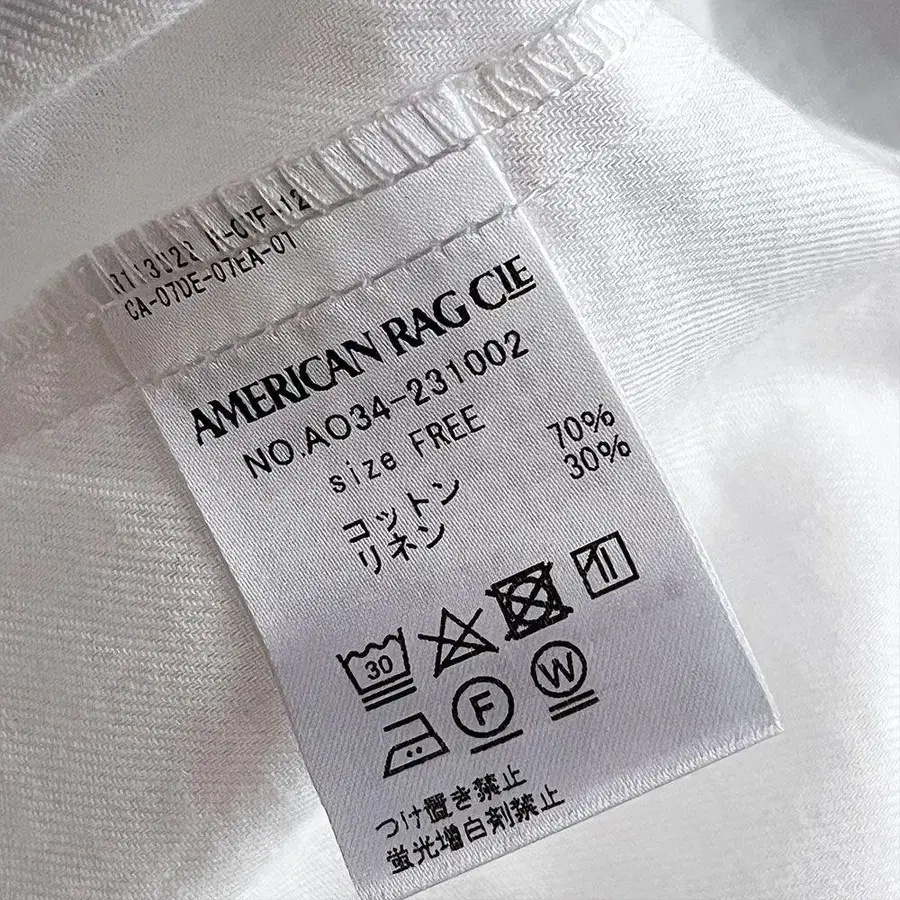 CA-07DE-07EA-01
AMERICAN RAG CIE
NO.AO34-231002
size FREE
コットン 70%
リネン 30%
30
F W
つけ置き禁止
蛍光増白剤禁止